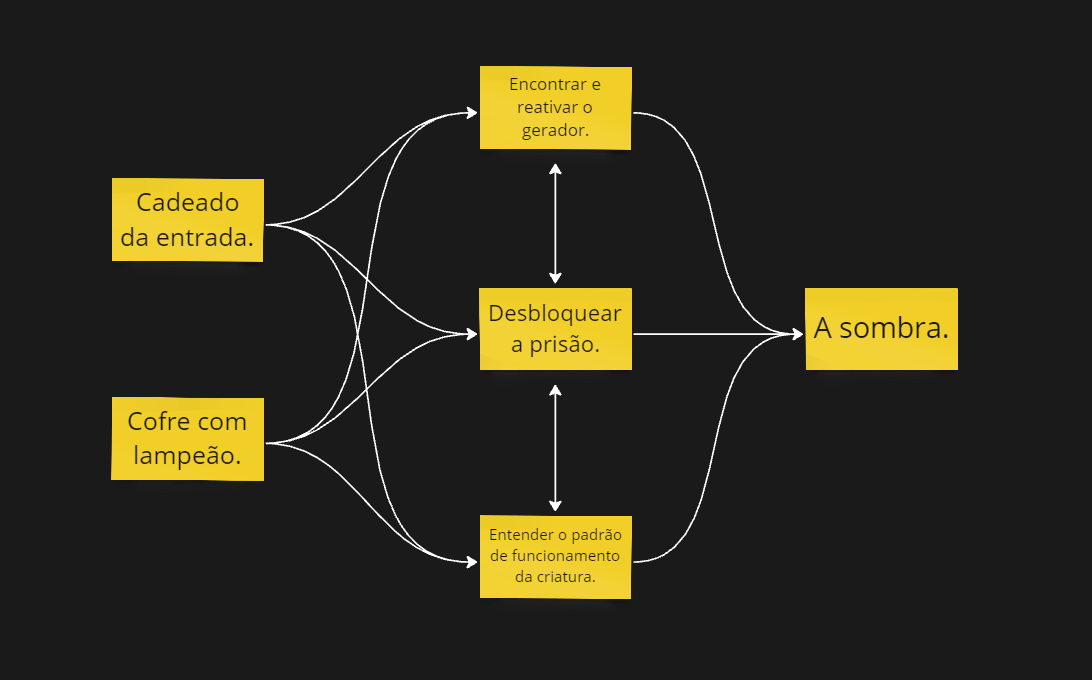 Cadeado
da entrada.
Cofre com
lampeão.
Encontrar e
reativar o
gerador.
Desbloquear
a prisão.
Entender o padrão
de funcionamento
da criatura.
A sombra.